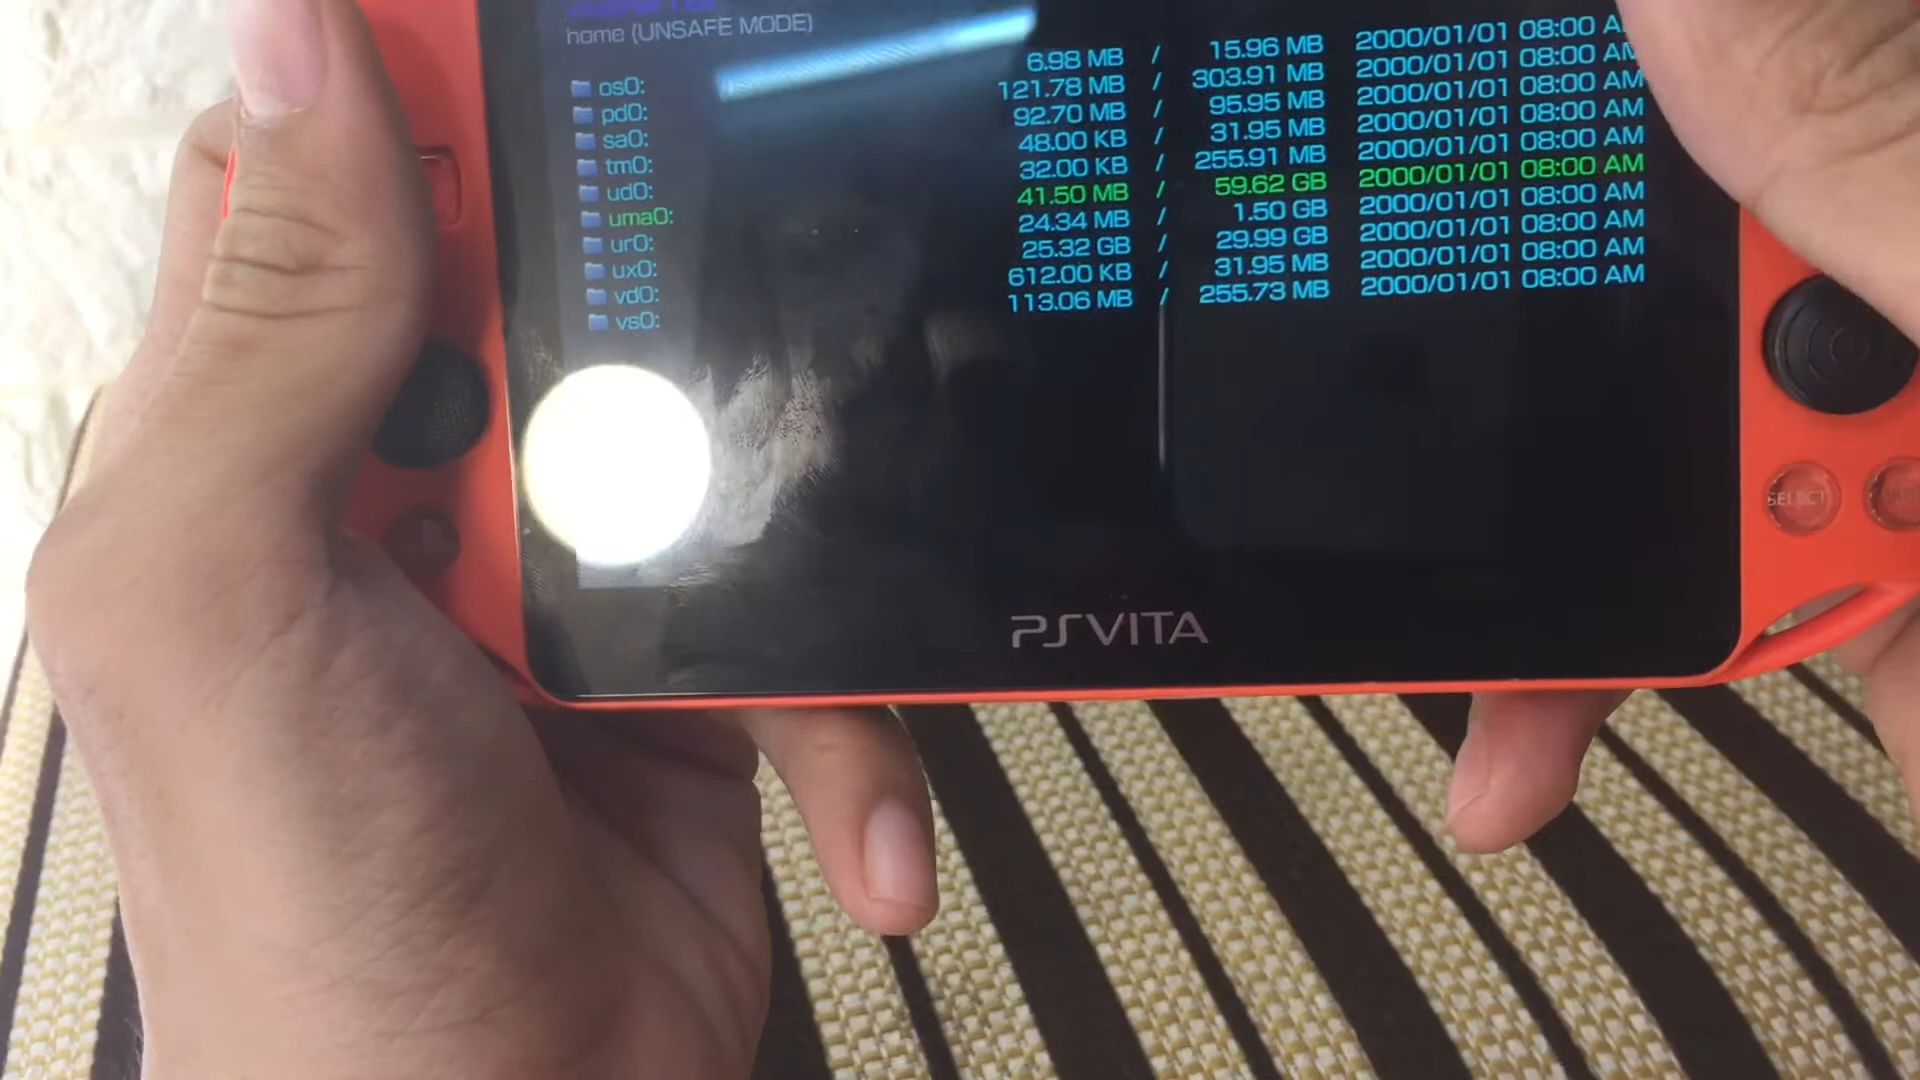 home (UNSAFE MODE)
os0: 6.98 MB / 15.96 MB 2000/01/01 08:00
pd0: 121.78 MB / 303.91 MB 2000/01/01 08:00 AM
sa0: 92.70 MB / 95.95 MB 2000/01/01 08:00 AM
tm0: 48.00 KB / 31.95 MB 2000/01/01 08:00 AM
ud0: 32.00 KB / 255.91 MB 2000/01/01 08:00 AM
uma0: 41.50 MB / 59.62 GB 2000/01/01 08:00 AM
ur0: 24.34 MB / 1.50 GB 2000/01/01 08:00 AM
ux0: 25.32 GB / 29.99 GB 2000/01/01 08:00 AM
vd0: 612.00 KB / 31.95 MB 2000/01/01 08:00 AM
vs0: 113.06 MB / 255.73 MB 2000/01/01 08:00 AM
SELECT
PSVITA